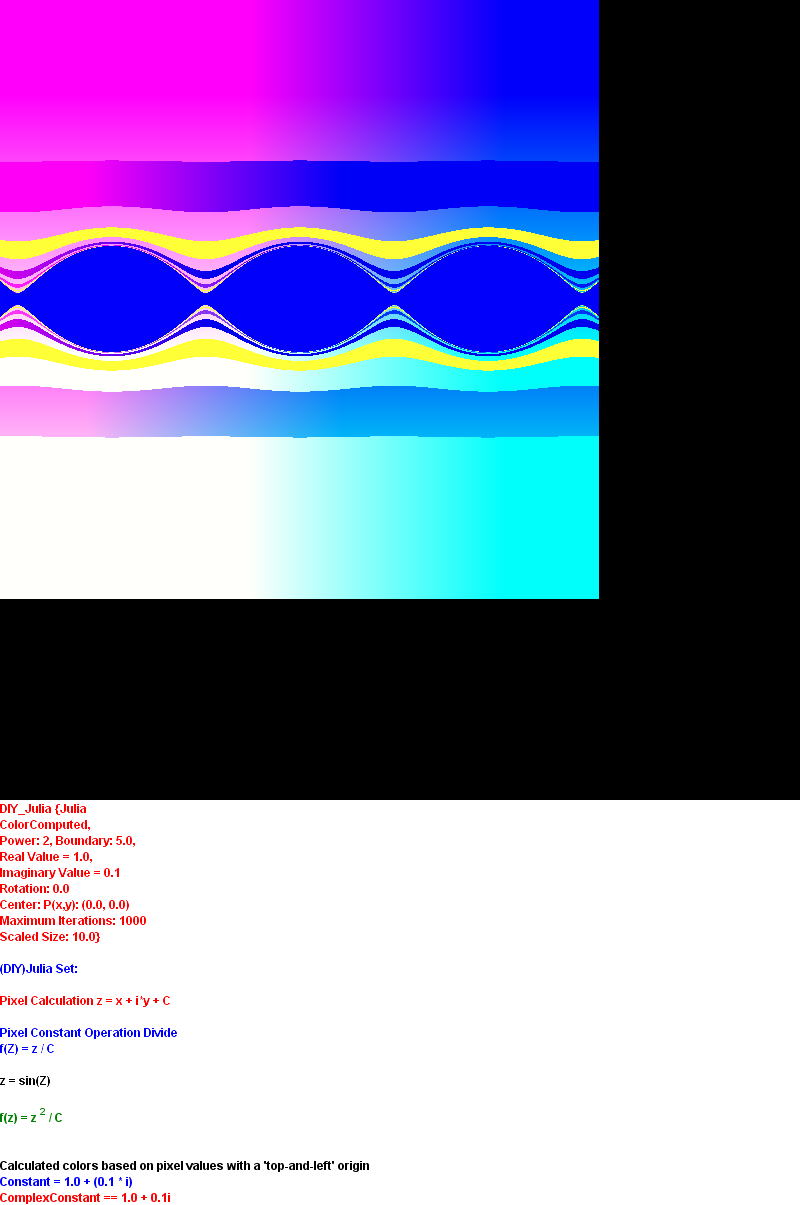 DIY_Julia {Julia
ColorComputed,
Power: 2, Boundary: 5.0,
Real Value = 1.0,
Imaginary Value = 0.1
Rotation: 0.0
Center: P(x,y): (0.0, 0.0)
Maximum Iterations: 1000
Scaled Size: 10.0}
(DIY)Julia Set:
Pixel Calculation z = x + i*y + C
Pixel Constant Operation Divide
f(Z) = z / C
z = sin(Z)
f(z) = z ² / C
Calculated colors based on pixel values with a 'top-and-left' origin
Constant = 1.0 + (0.1 * i)
ComplexConstant == 1.0 + 0.1i